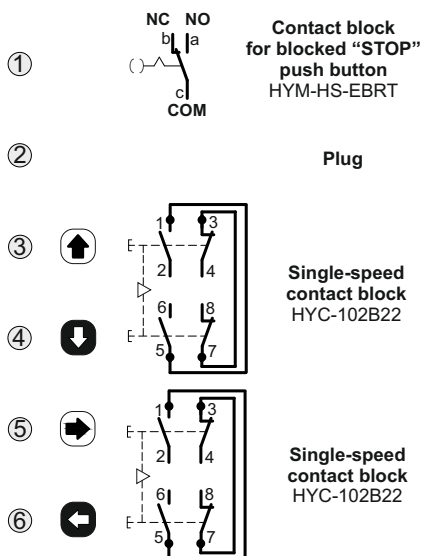 NC NO
b a
c
COM
Contact block
for blocked “STOP”
push button
HYM-HS-EBRT
1
2
Plug
3
1 3
2 4
4
6 8
5 7
Single-speed
contact block
HYC-102B22
5
1 3
2 4
6
6 8
5 7
Single-speed
contact block
HYC-102B22